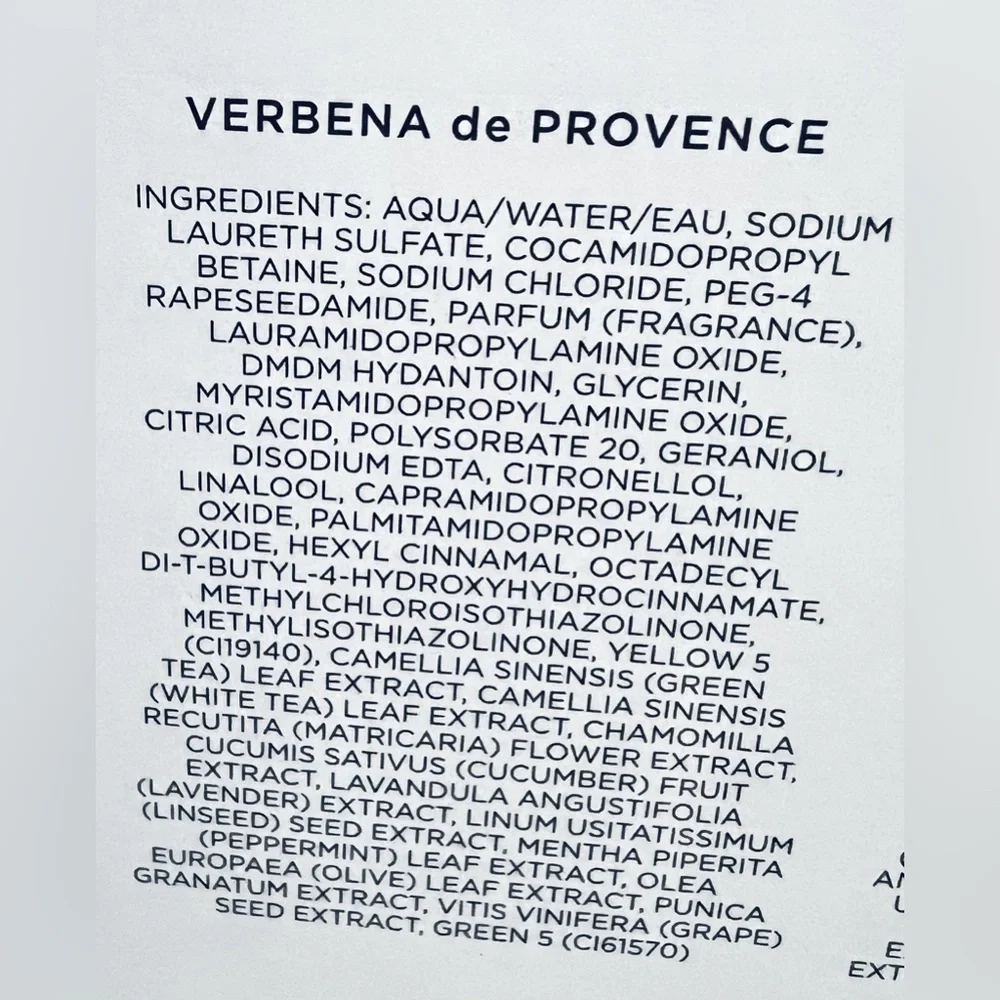 VERBENA de PROVENCE
INGREDIENTS: AQUA/WATER/EAU, SODIUM
LAURETH SULFATE, COCAMIDOPROPYL
BETAINE, SODIUM CHLORIDE, PEG-4
RAPESEEDAMIDE, PARFUM (FRAGRANCE),
LAURAMIDOPROPYLAMINE OXIDE,
DMDM HYDANTOIN, GLYCERIN,
MYRISTAMIDOPROPYLAMINE OXIDE,
CITRIC ACID, POLYSORBATE 20, GERANIOL,
DISODIUM EDTA, CITRONELLOL,
LINALOOL, CAPRAMIDOPROPYLAMINE
OXIDE, PALMITAMIDOPROPYLAMINE
OXIDE, HEXYL CINNAMAL, OCTADECYL
DI-T-BUTYL-4-HYDROXYHYDROCINNAMATE,
METHYLCHLOROISOTHIAZOLINONE,
METHYLISOTHIAZOLINONE, YELLOW 5
(CI19140), CAMELLIA SINENSIS (GREEN
TEA) LEAF EXTRACT, CAMELLIA SINENSIS
(WHITE TEA) LEAF EXTRACT, CHAMOMILLA
RECUTITA (MATRICARIA) FLOWER EXTRACT,
CUCUMIS SATIVUS (CUCUMBER) FRUIT
EXTRACT, LAVANDULA ANGUSTIFOLIA
(LAVENDER) EXTRACT, LINUM USITATISSIMUM
(LINSEED) SEED EXTRACT, MENTHA PIPERITA
(PEPPERMINT) LEAF EXTRACT, OLEA
EUROPAEA (OLIVE) LEAF EXTRACT, PUNICA
GRANATUM EXTRACT, VITIS VINIFERA (GRAPE)
SEED EXTRACT, GREEN 5 (CI61570)